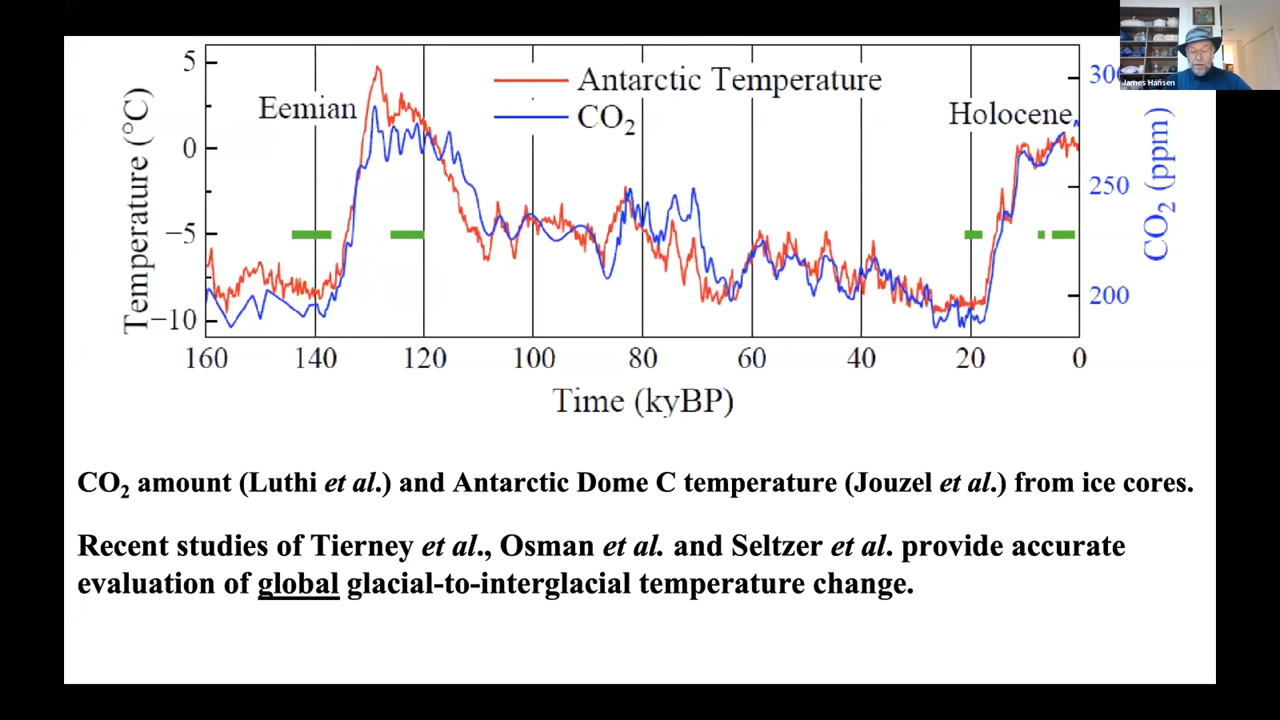 James Hansen
5
0
−5
−10
Temperature (°C)
Eemian
Antarctic Temperature
CO₂
Holocene
300
250
200
CO₂ (ppm)
160 140 120 100 80 60 40 20 0
Time (kyBP)
CO₂ amount (Luthi et al.) and Antarctic Dome C temperature (Jouzel et al.) from ice cores.
Recent studies of Tierney et al., Osman et al. and Seltzer et al. provide accurate
evaluation of global glacial-to-interglacial temperature change.